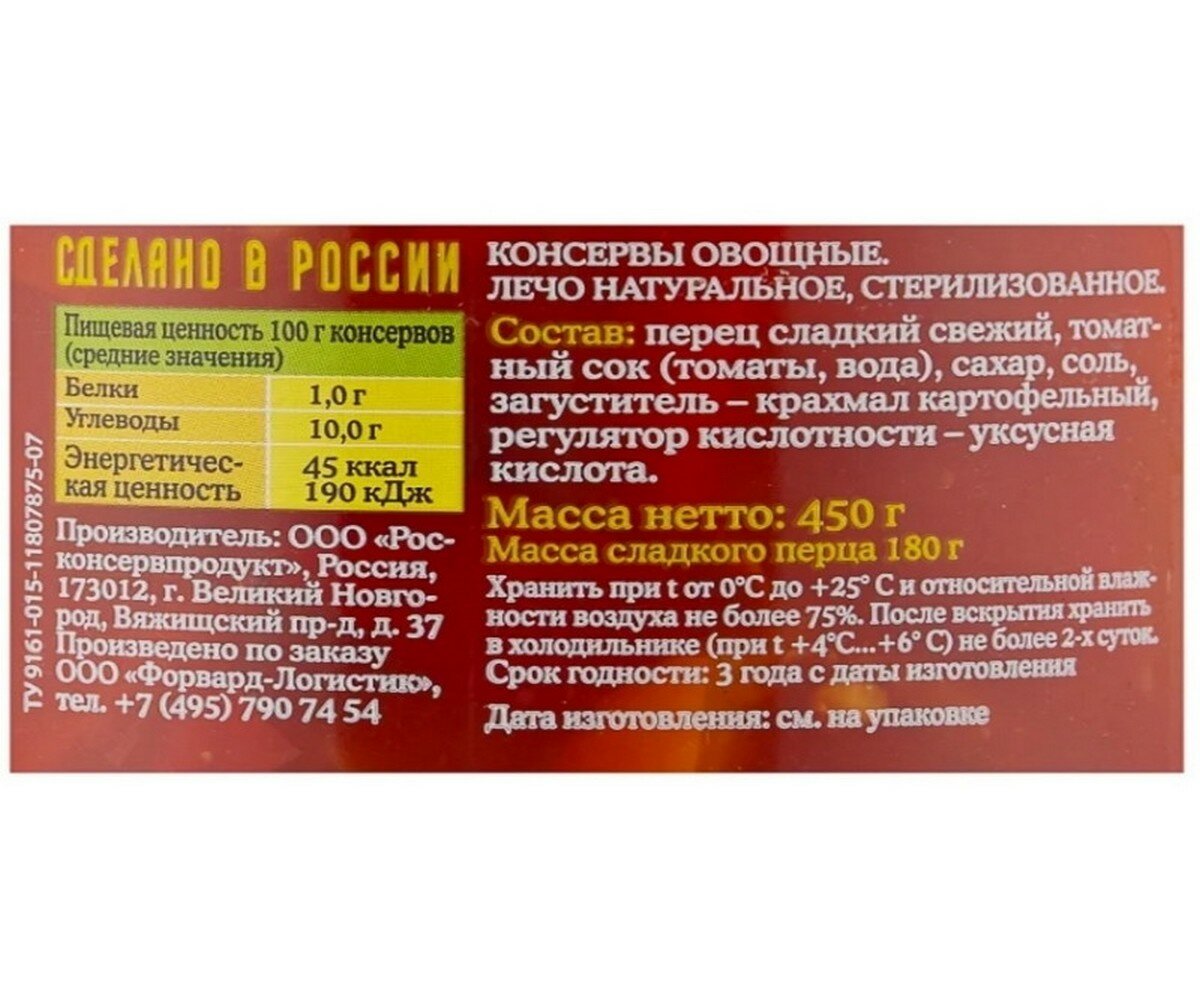 СДЕЛАНО В РОССИИ
Пищевая ценность 100 г консервов
(средние значения)
Белки 1,0 г
Углеводы 10,0 г
Энергетичес- 45 ккал
кая ценность 190 кДж
Производитель: ООО «Рос-
консервпродукт», Россия,
173012, г. Великий Новго-
род, Вяжищский пр-д, д. 37
Произведено по заказу
ООО «Форвард-Логистик»,
тел. +7 (495) 790 74 54
ТУ 9161-015-11807875-07
КОНСЕРВЫ ОВОЩНЫЕ.
ЛЕЧО НАТУРАЛЬНОЕ, СТЕРИЛИЗОВАННОЕ.
Состав: перец сладкий свежий, томат-
ный сок (томаты, вода), сахар, соль,
загуститель – крахмал картофельный,
регулятор кислотности – уксусная
кислота.
Масса нетто: 450 г
Масса сладкого перца 180 г
Хранить при t от 0°C до +25° C и относительной влаж-
ности воздуха не более 75%. После вскрытия хранить
в холодильнике (при t +4°C...+6° C) не более 2-х суток.
Срок годности: 3 года с даты изготовления
Дата изготовления: см. на упаковке